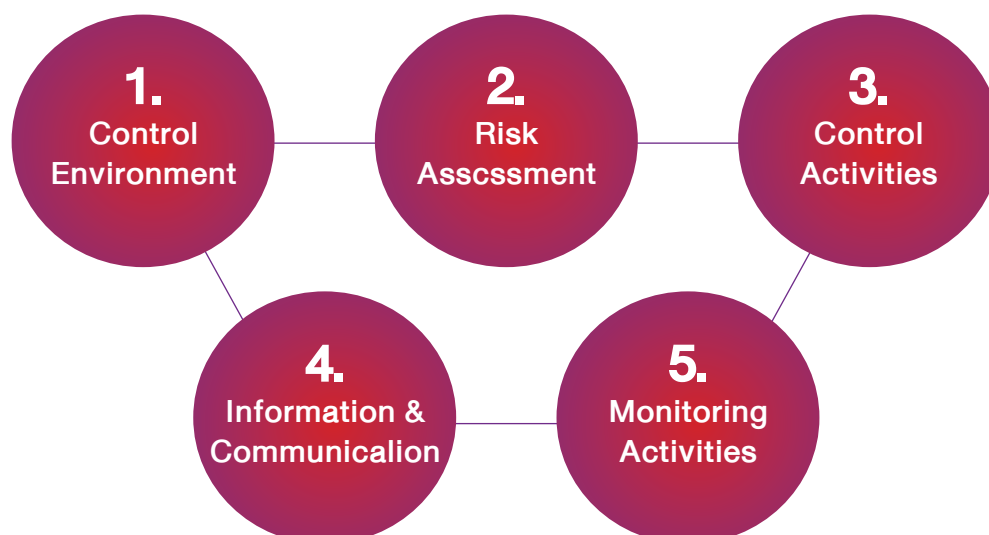 1.
Control
Environment
2.
Risk
Asscssment
3.
Control
Activities
4.
Information &
Communicalion
5.
Monitoring
Activities